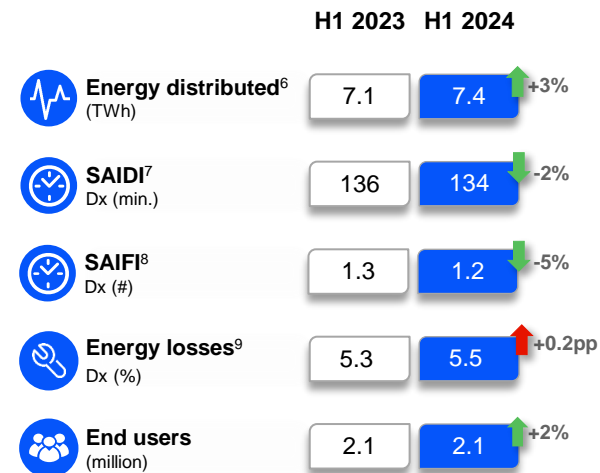 H1 2023 H1 2024
Energy distributed⁶
(TWh)
7.1
7.4
+3%
SAIDI⁷
Dx (min.)
136
134
-2%
SAIFI⁸
Dx (#)
1.3
1.2
-5%
Energy losses⁹
Dx (%)
5.3
5.5
+0.2pp
End users
(million)
2.1
2.1
+2%